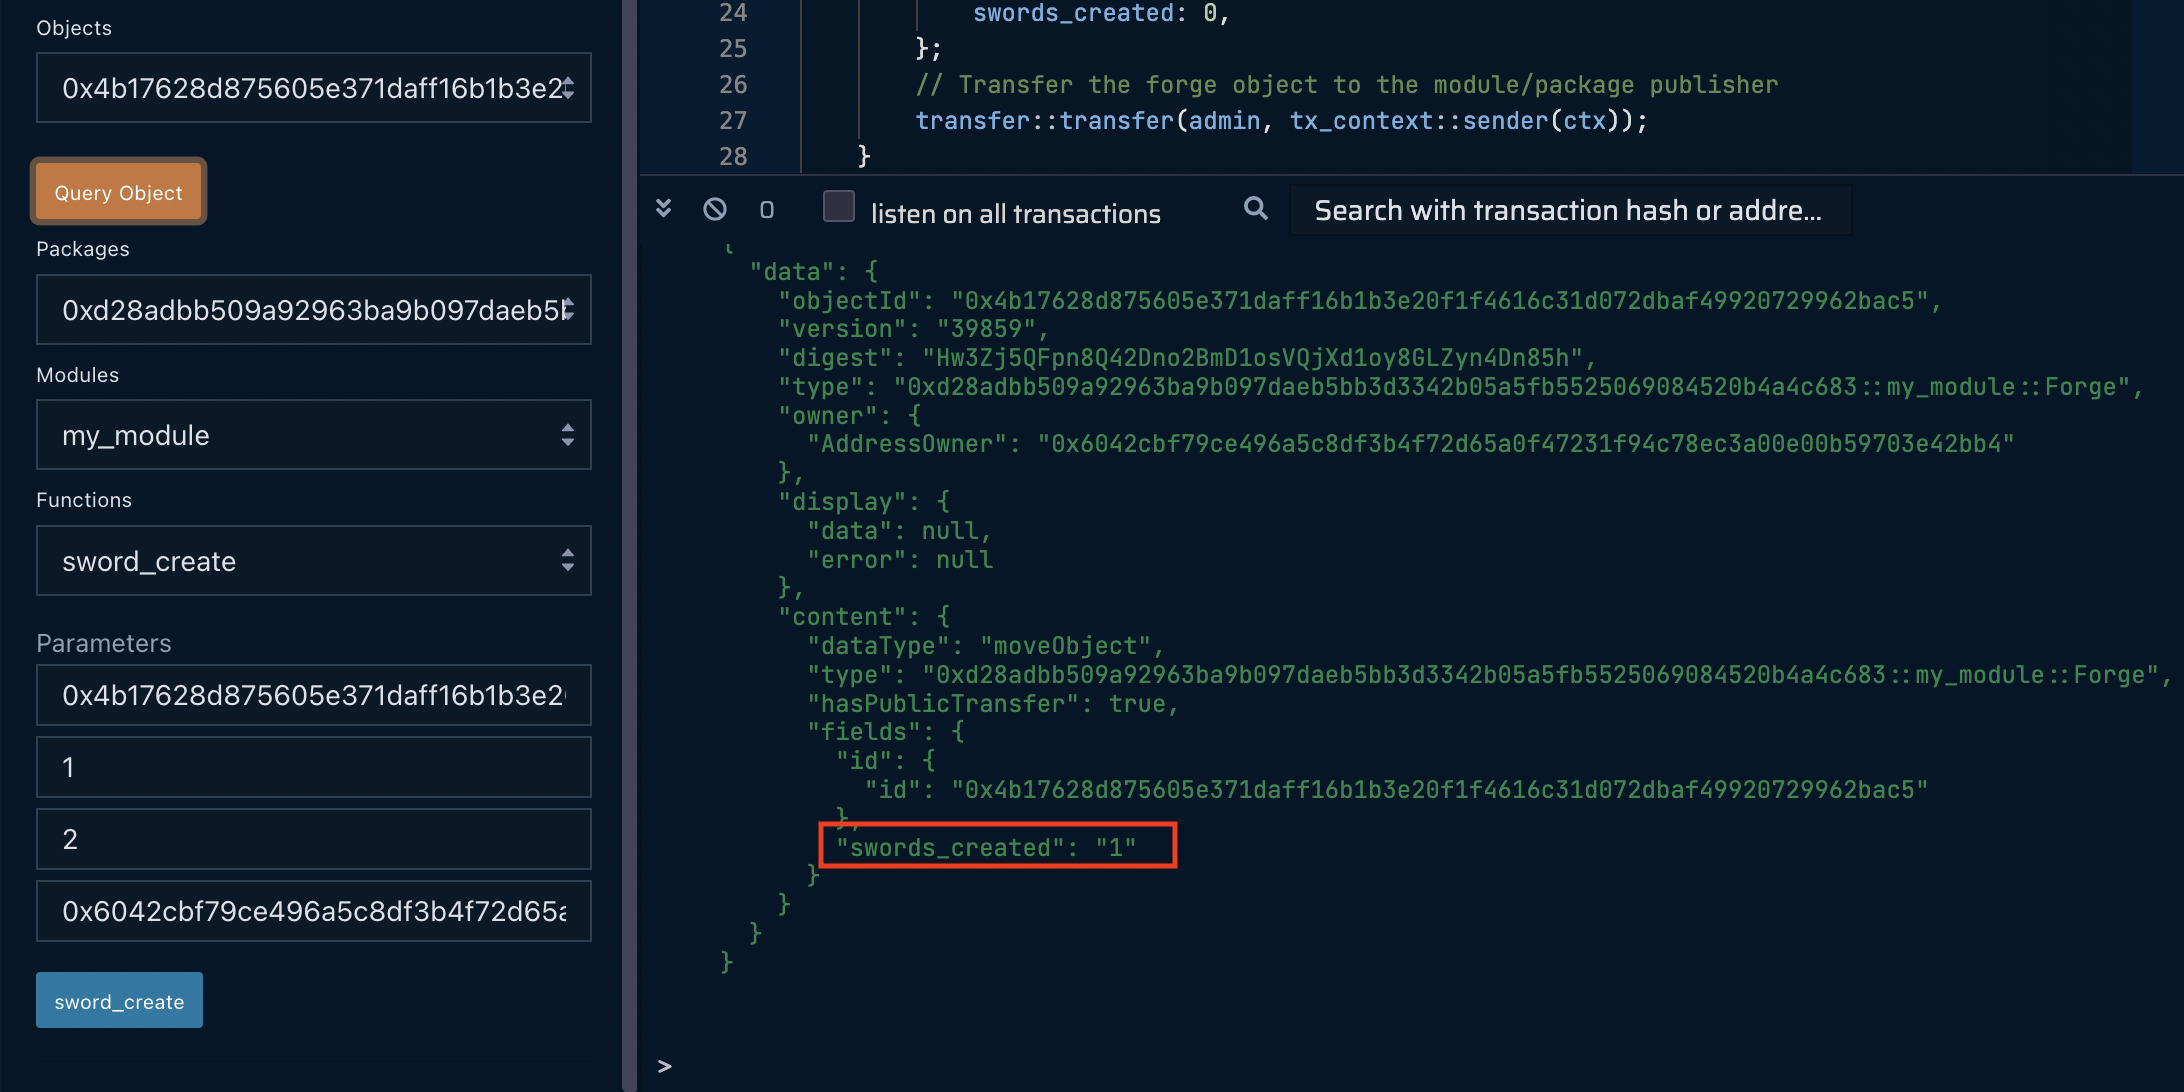 Objects
0x4b17628d875605e371daff16b1b3e2
Query Object
Packages
0xd28adbb509a92963ba9b097daeb5b
Modules
my_module
Functions
sword_create
Parameters
0x4b17628d875605e371daff16b1b3e2
1
2
0x6042cbf79ce496a5c8df3b4f72d65a
sword_create
24 swords_created: 0,
25 };
26 // Transfer the forge object to the module/package publisher
27 transfer::transfer(admin, tx_context::sender(ctx));
28 }
0 listen on all transactions Search with transaction hash or addre...
{
"data": {
"objectId": "0x4b17628d875605e371daff16b1b3e20f1f4616c31d072dbaf49920729962bac5",
"version": "39859",
"digest": "Hw3Zj5QFpn8Q42Dno2BmD1osVQjXd1oy8GLZyn4Dn85h",
"type": "0xd28adbb509a92963ba9b097daeb5bb3d3342b05a5fb5525069084520b4a4c683::my_module::Forge",
"owner": {
"AddressOwner": "0x6042cbf79ce496a5c8df3b4f72d65a0f47231f94c78ec3a00e00b59703e42bb4"
},
"display": {
"data": null,
"error": null
},
"content": {
"dataType": "moveObject",
"type": "0xd28adbb509a92963ba9b097daeb5bb3d3342b05a5fb5525069084520b4a4c683::my_module::Forge",
"hasPublicTransfer": true,
"fields": {
"id": {
"id": "0x4b17628d875605e371daff16b1b3e20f1f4616c31d072dbaf49920729962bac5"
},
"swords_created": "1"
}
}
}
}
>